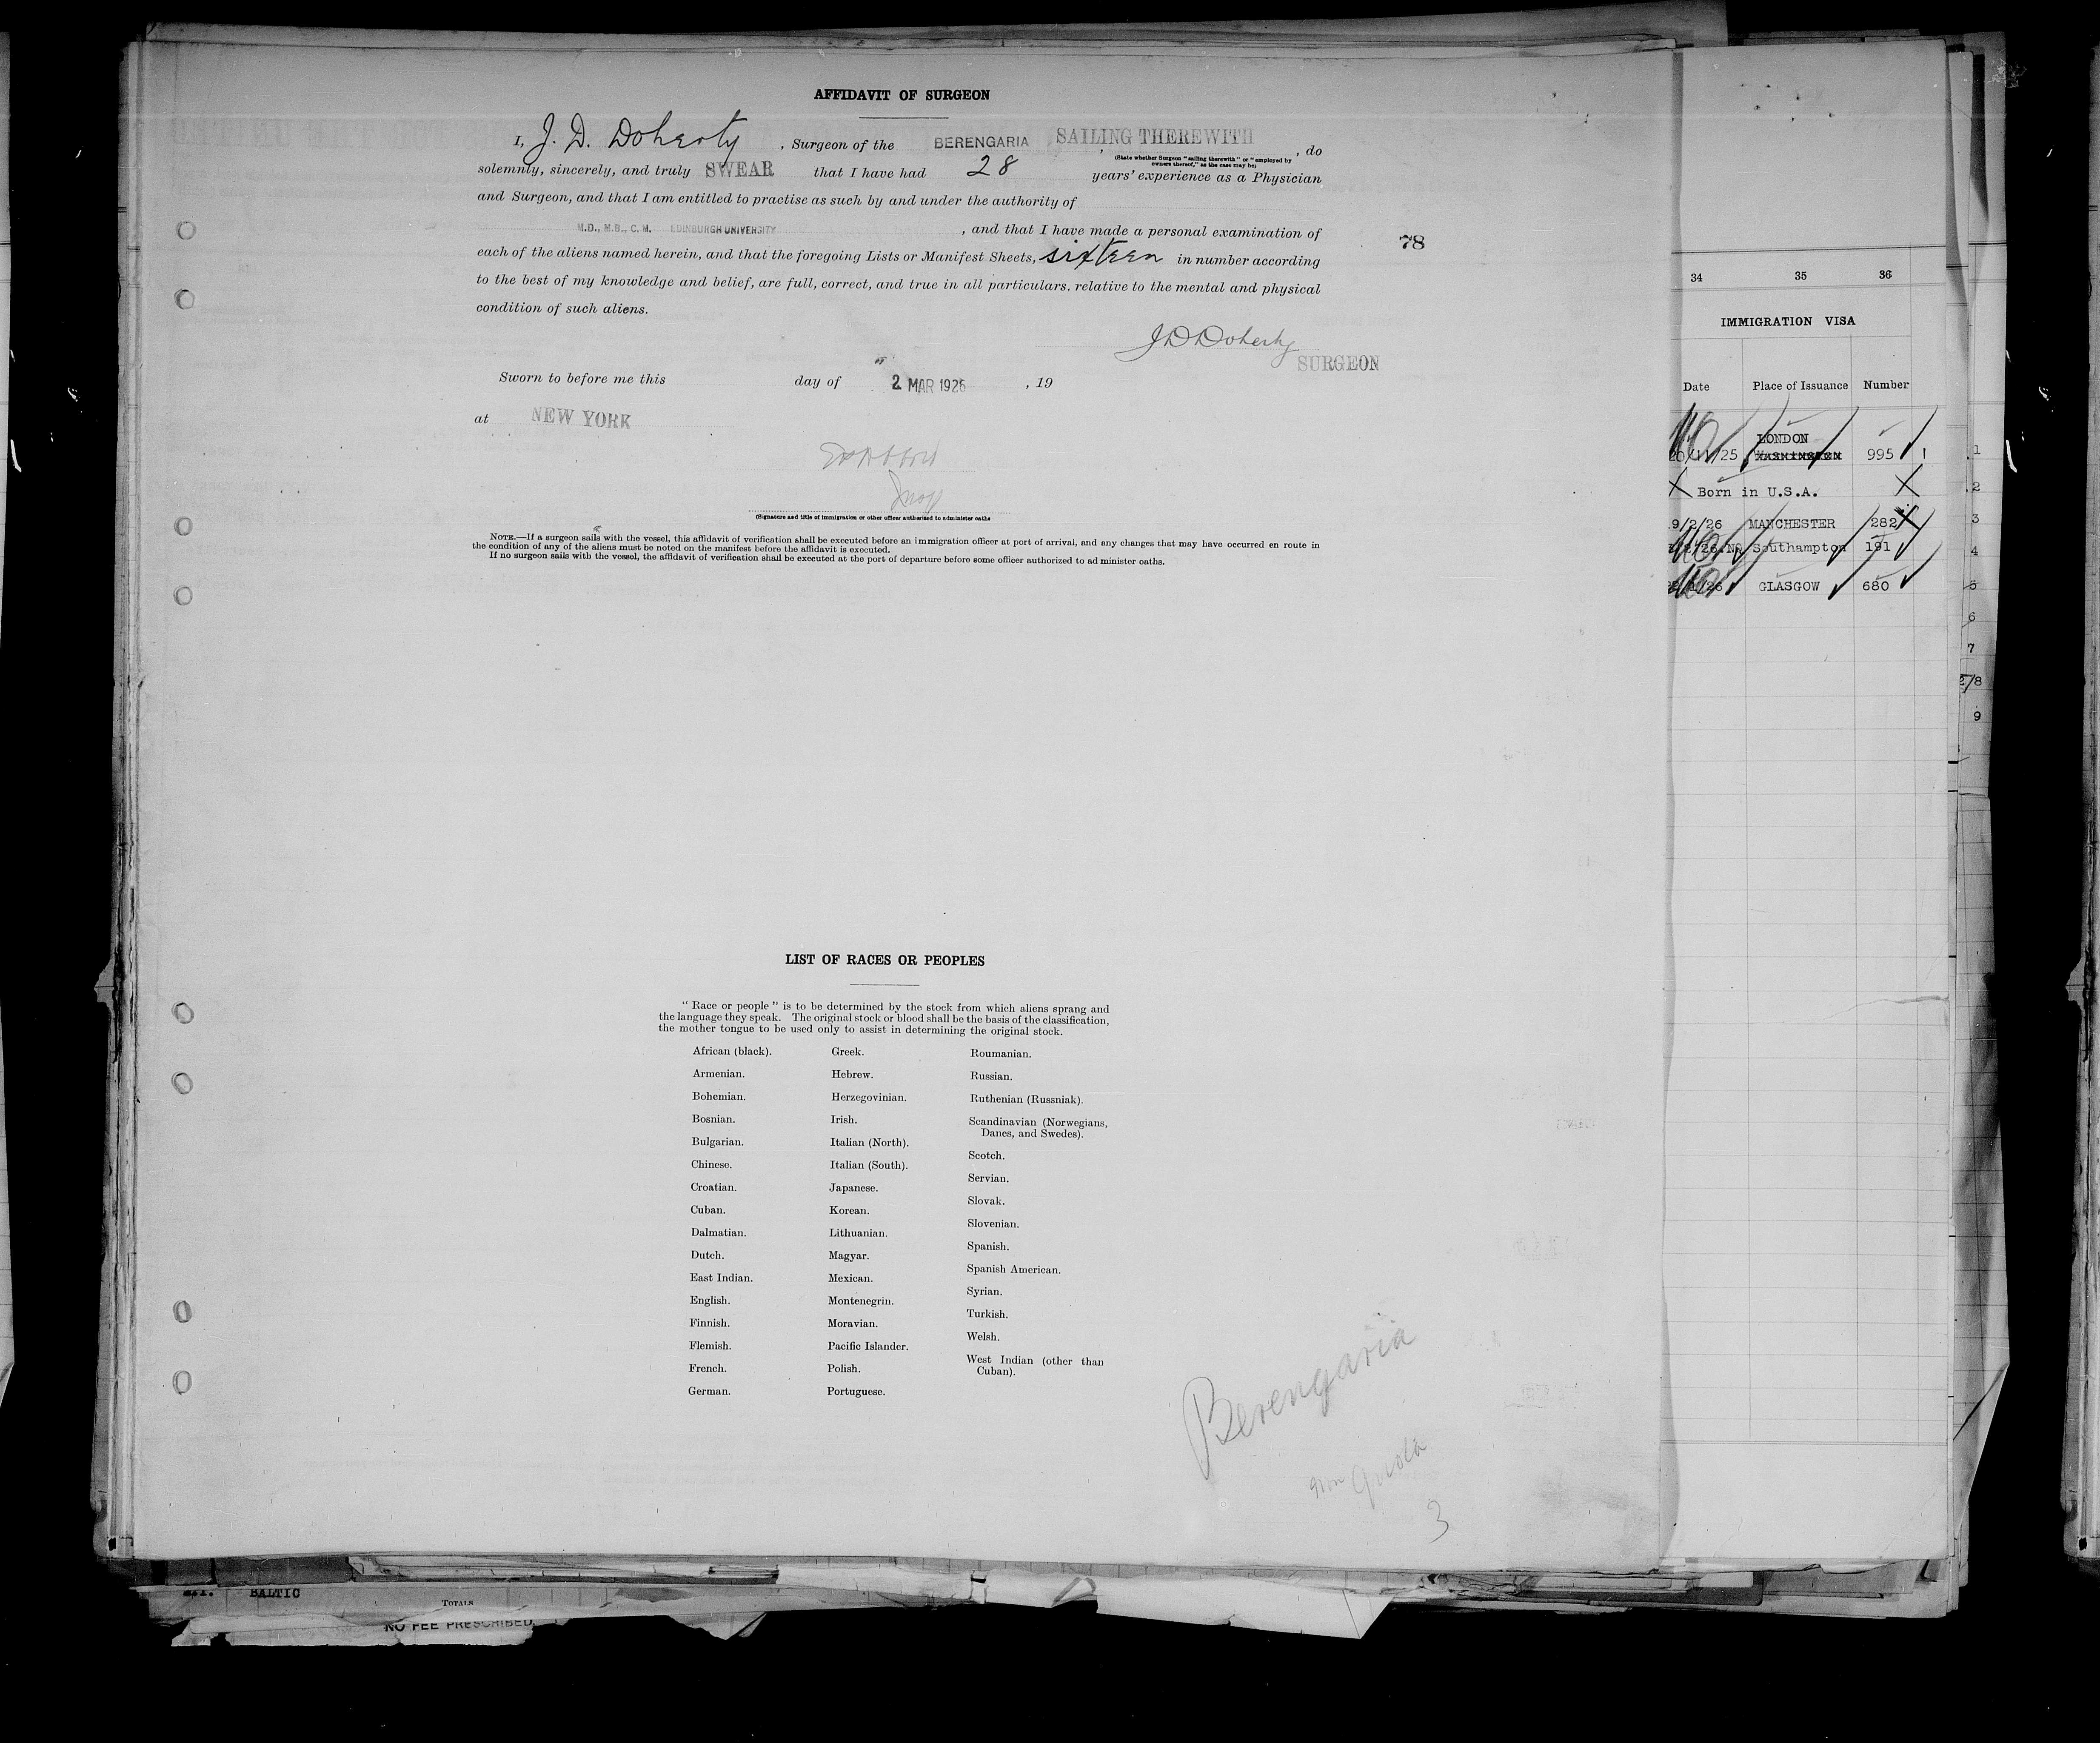 AFFIDAVIT OF SURGEON
I, J. D. Doherty, Surgeon of the BERENGARIA SAILING THEREWITH, do
(State whether Surgeon "sailing therewith" or "employed by
owners thereof," as the case may be)
solemnly, sincerely, and truly SWEAR that I have had 28 years' experience as a Physician
and Surgeon, and that I am entitled to practise as such by and under the authority of
M.D., M.B., C.M. EDINBURGH UNIVERSITY, and that I have made a personal examination of
each of the aliens named herein, and that the foregoing Lists or Manifest Sheets, sixteen in number according
to the best of my knowledge and belief, are full, correct, and true in all particulars. relative to the mental and physical
condition of such aliens.
78
J D Doherty
SURGEON
Sworn to before me this day of 2 MAR 1926, 19
at NEW YORK
(Signature and title of immigration or other officer authorized to administer oaths
NOTE.—If a surgeon sails with the vessel, this affidavit of verification shall be executed before an immigration officer at port of arrival, and any changes that may have occurred en route in
the condition of any of the aliens must be noted on the manifest before the affidavit is executed.
If no surgeon sails with the vessel, the affidavit of verification shall be executed at the port of departure before some officer authorized to administer oaths.
LIST OF RACES OR PEOPLES
"Race or people" is to be determined by the stock from which aliens sprang and
the language they speak. The original stock or blood shall be the basis of the classification,
the mother tongue to be used only to assist in determining the original stock.
African (black).
Armenian.
Bohemian.
Bosnian.
Bulgarian.
Chinese.
Croatian.
Cuban.
Dalmatian.
Dutch.
East Indian.
English.
Finnish.
Flemish.
French.
German.
Greek.
Hebrew.
Herzegovinian.
Irish.
Italian (North).
Italian (South).
Japanese.
Korean.
Lithuanian.
Magyar.
Mexican.
Montenegrin.
Moravian.
Pacific Islander.
Polish.
Portuguese.
Roumanian.
Russian.
Ruthenian (Russniak).
Scandinavian (Norwegians,
Danes, and Swedes).
Scotch.
Servian.
Slovak.
Slovenian.
Spanish.
Spanish American.
Syrian.
Turkish.
Welsh.
West Indian (other than
Cuban).
Berengaria
3
34 35 36
IMMIGRATION VISA
Date Place of Issuance Number
LONDON
/25 995 1
Born in U.S.A. 2
9/2/26 MANCHESTER 282 3
Southampton 191 4
GLASGOW 680 5
6
7
8
9
BALTIC
TOTALS
NO FEE PRESCRIBED